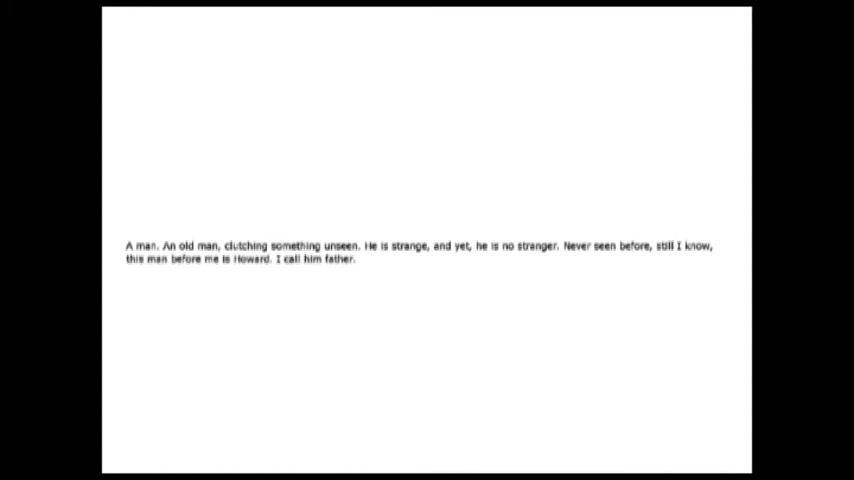 A man. An old man, clutching something unseen. He is strange, and yet, he is no stranger. Never seen before, still I know,
this man before me is Howard. I call him father.